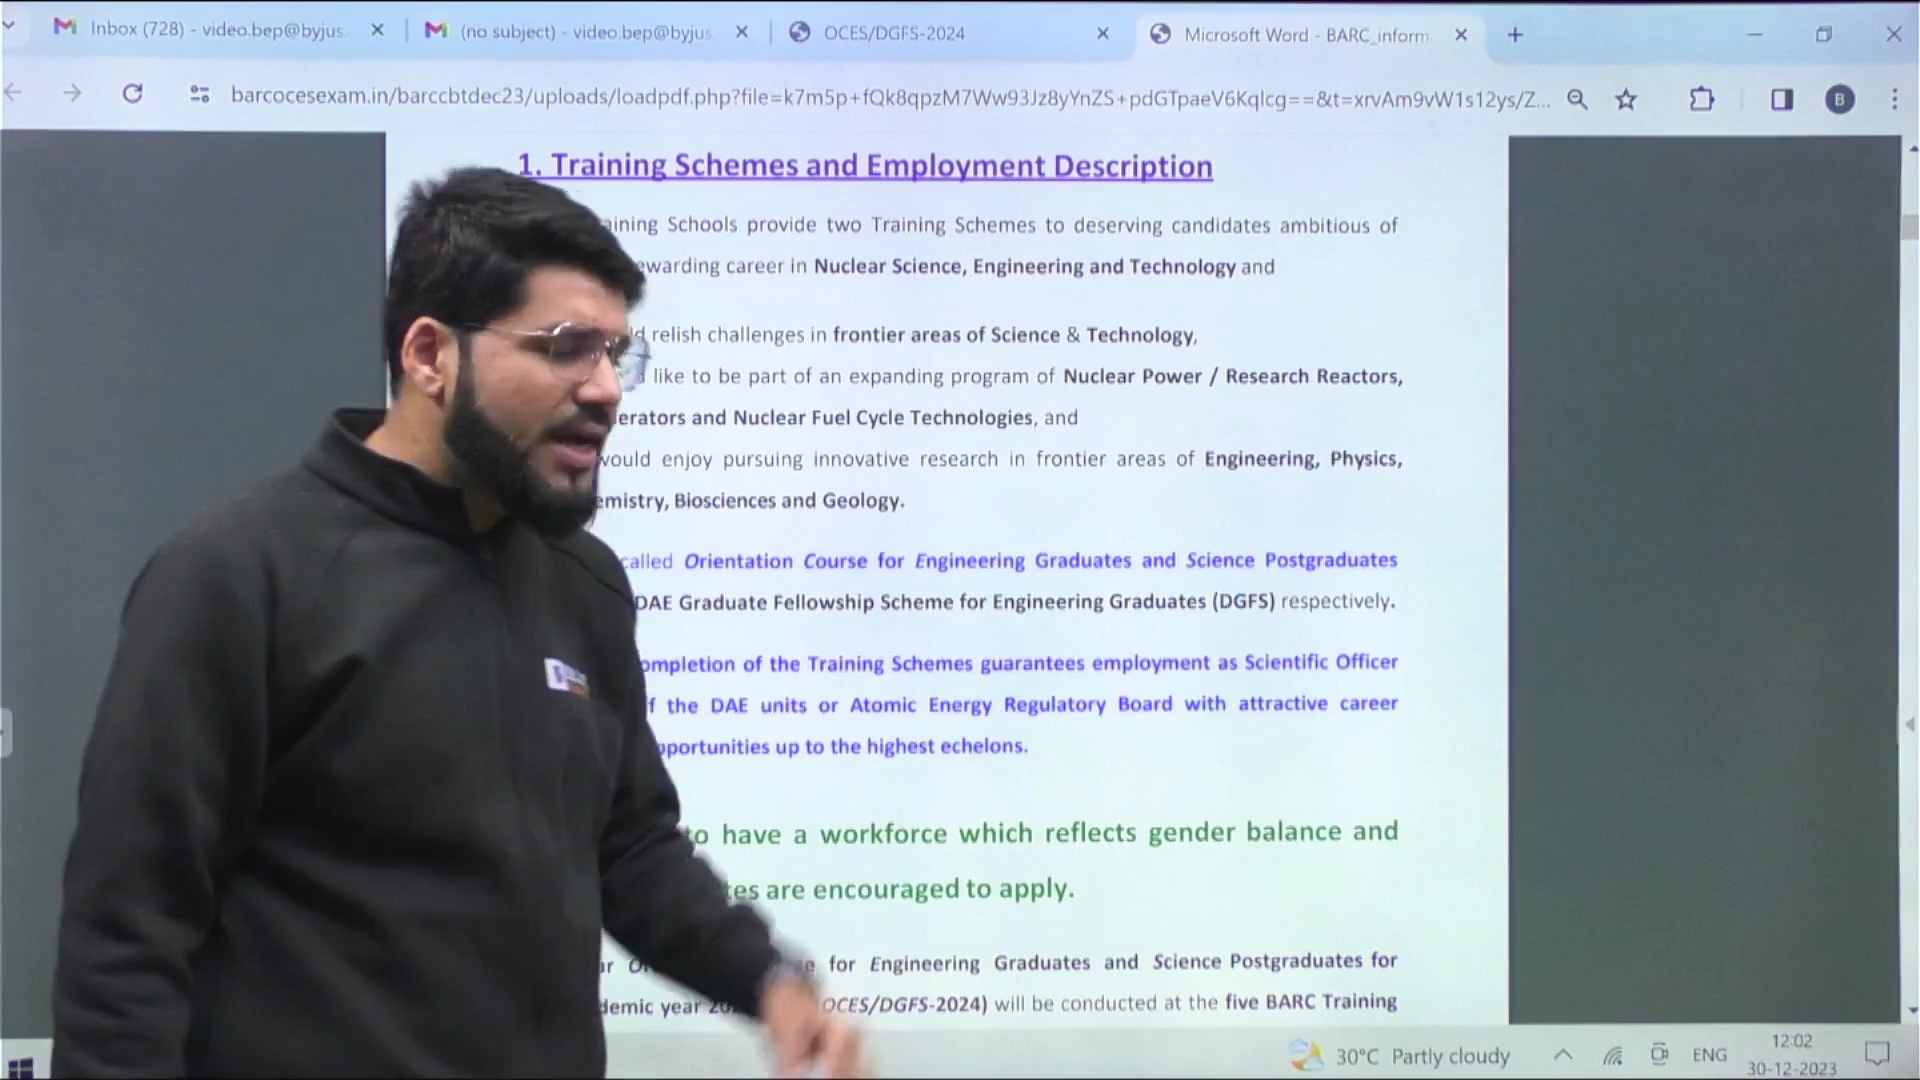 Inbox (728) - video.bep@byjus.
(no subject) - video.bep@byjus
OCES/DGFS-2024
Microsoft Word - BARC_inform
barcocesexam.in/barccbtdec23/uploads/loadpdf.php?file=k7m5p+fQk8qpzM7Ww93Jz8yYnZS+pdGTpaeV6Kqlcg==&t=xrvAm9vW1s12ys/Z...
B
1. Training Schemes and Employment Description
ining Schools provide two Training Schemes to deserving candidates ambitious of
ewarding career in Nuclear Science, Engineering and Technology and
relish challenges in frontier areas of Science & Technology,
like to be part of an expanding program of Nuclear Power / Research Reactors,
erators and Nuclear Fuel Cycle Technologies, and
would enjoy pursuing innovative research in frontier areas of Engineering, Physics,
emistry, Biosciences and Geology.
called Orientation Course for Engineering Graduates and Science Postgraduates
DAE Graduate Fellowship Scheme for Engineering Graduates (DGFS) respectively.
ompletion of the Training Schemes guarantees employment as Scientific Officer
f the DAE units or Atomic Energy Regulatory Board with attractive career
pportunities up to the highest echelons.
to have a workforce which reflects gender balance and
es are encouraged to apply.
for Engineering Graduates and Science Postgraduates for
demic year OCES/DGFS-2024) will be conducted at the five BARC Training
30°C Partly cloudy
ENG
12:02
30-12-2023